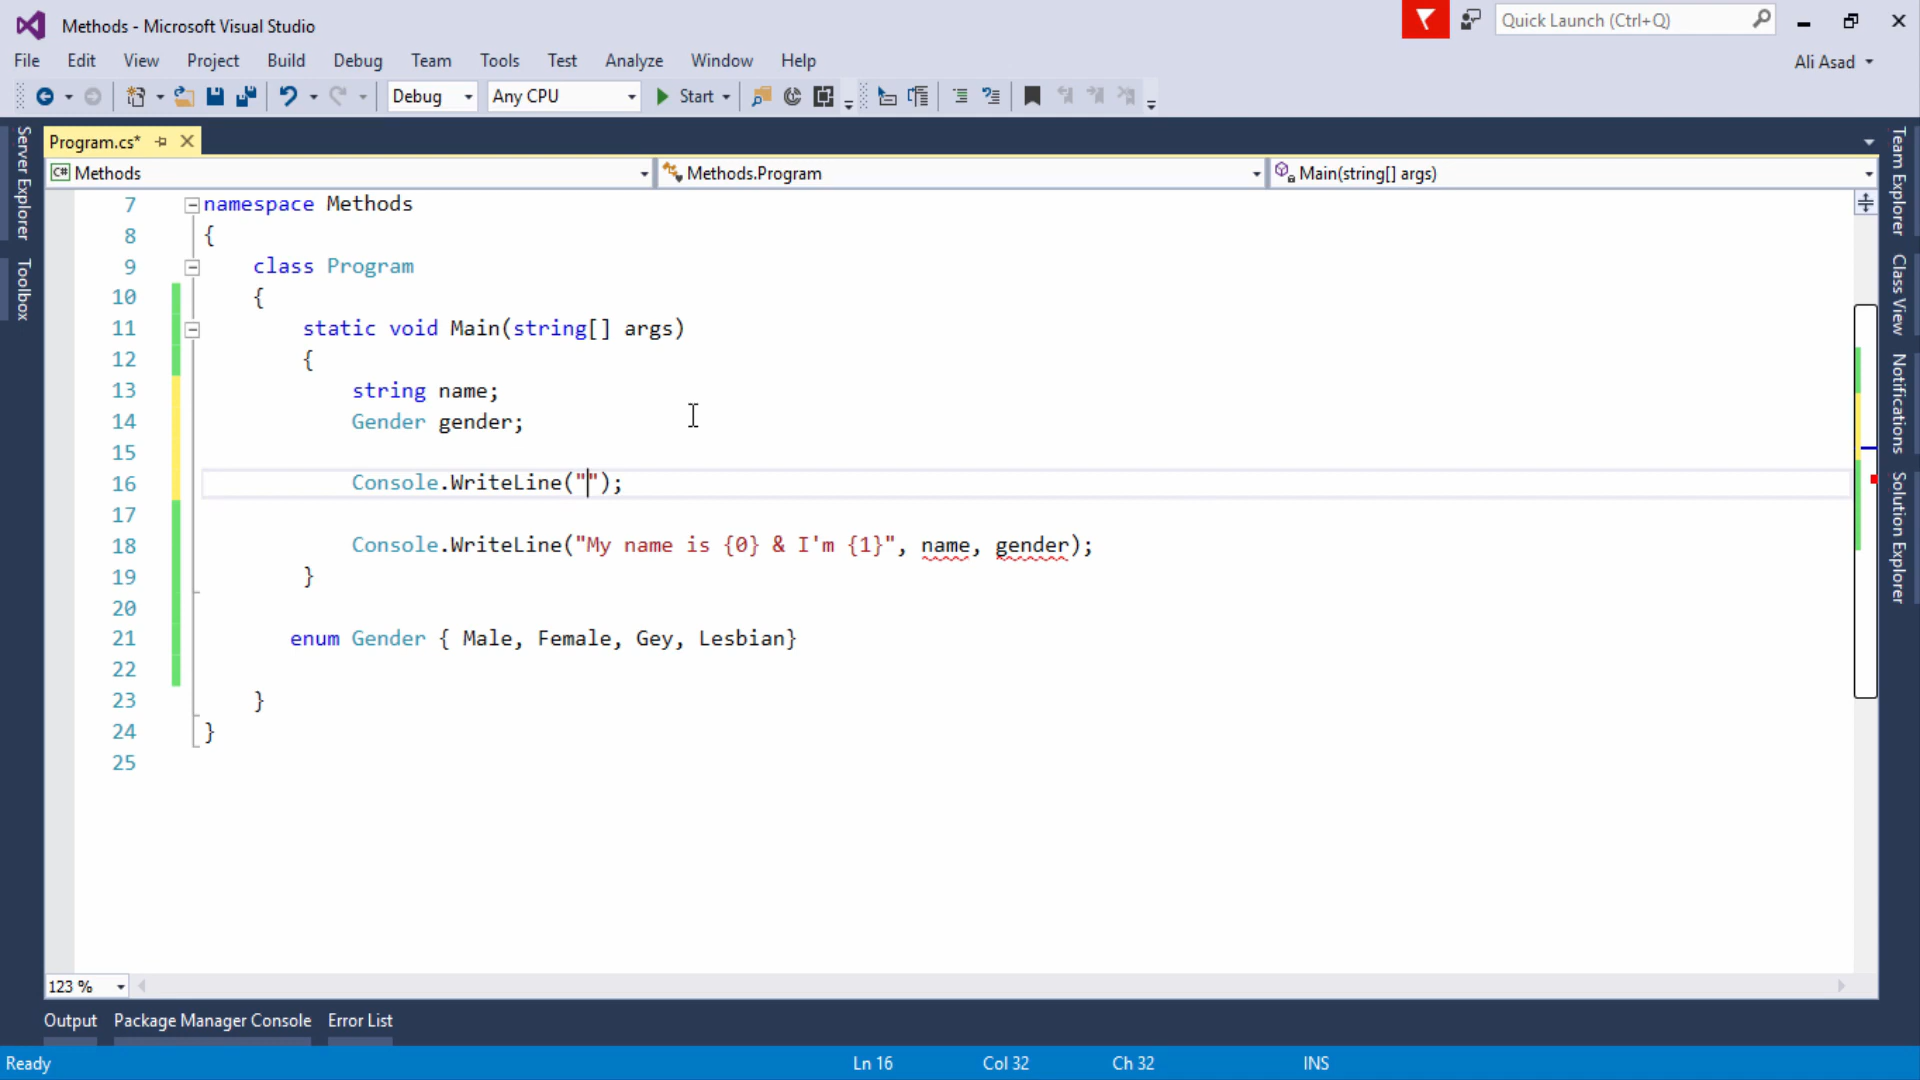 Methods - Microsoft Visual Studio
Quick Launch (Ctrl+Q)
File Edit View Project Build Debug Team Tools Test Analyze Window Help
Ali Asad
Debug Any CPU Start
Server Explorer
Toolbox
Program.cs*
Methods Methods.Program Main(string[] args)
7 namespace Methods
8 {
9 class Program
10 {
11 static void Main(string[] args)
12 {
13 string name;
14 Gender gender;
15
16 Console.WriteLine("");
17
18 Console.WriteLine("My name is {0} & I'm {1}", name, gender);
19 }
20
21 enum Gender { Male, Female, Gey, Lesbian}
22
23 }
24 }
25
Team Explorer
Class View
Notifications
Solution Explorer
123 %
Output Package Manager Console Error List
Ready Ln 16 Col 32 Ch 32 INS